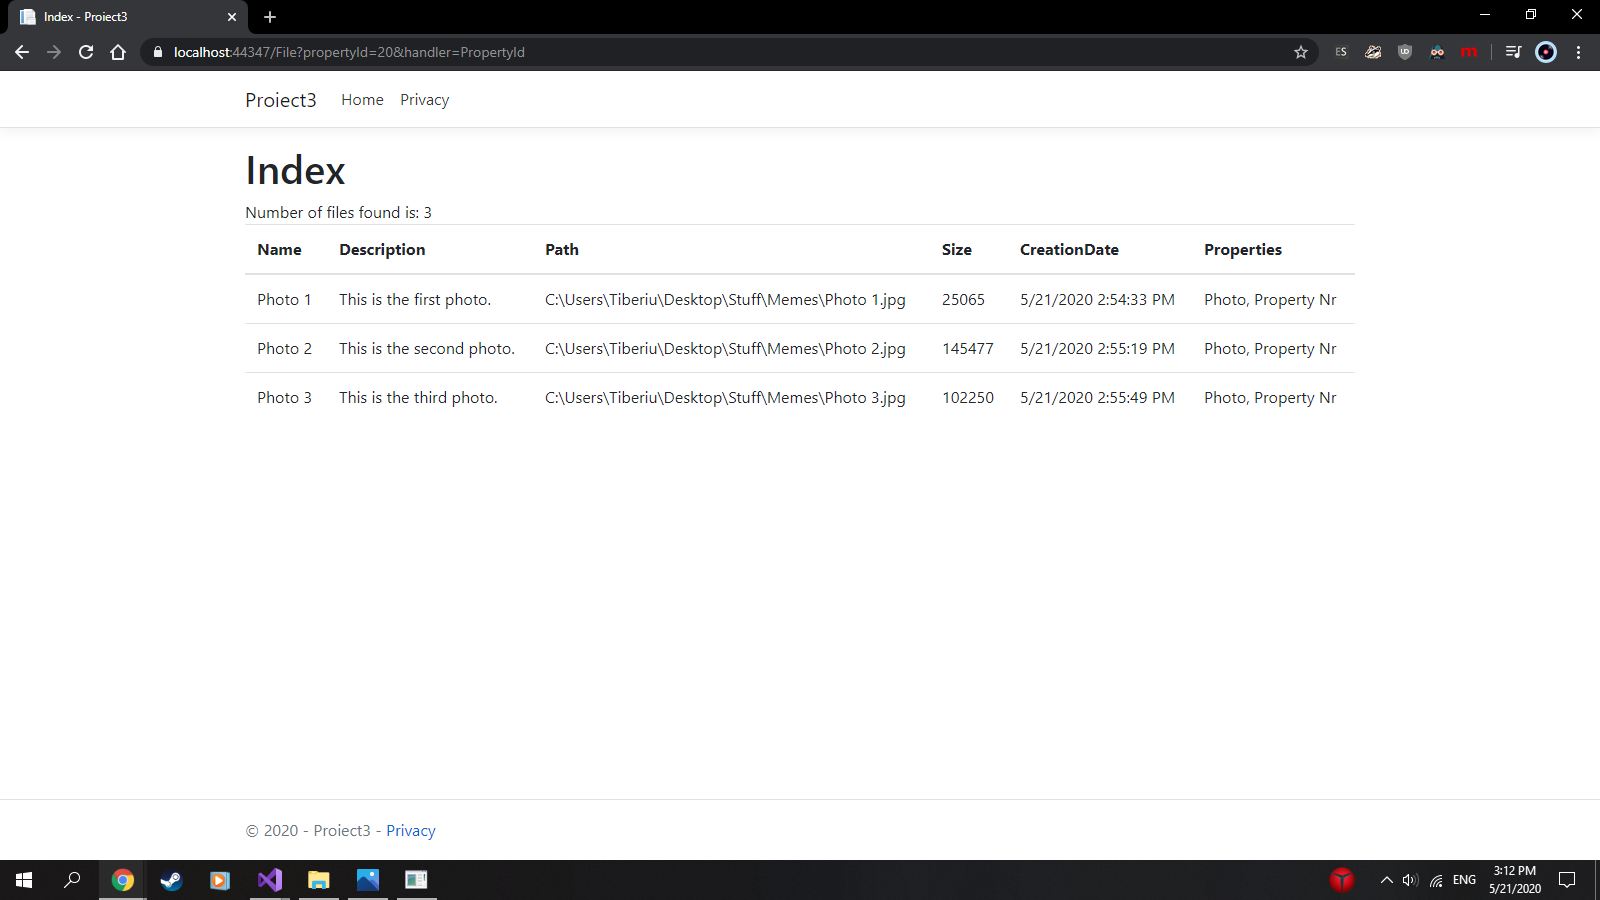 Index - Proiect3
localhost:44347/File?propertyId=20&handler=PropertyId
ES
UD
m
Proiect3 Home Privacy
Index
Number of files found is: 3
Name Description Path Size CreationDate Properties
Photo 1 This is the first photo. C:\Users\Tiberiu\Desktop\Stuff\Memes\Photo 1.jpg 25065 5/21/2020 2:54:33 PM Photo, Property Nr
Photo 2 This is the second photo. C:\Users\Tiberiu\Desktop\Stuff\Memes\Photo 2.jpg 145477 5/21/2020 2:55:19 PM Photo, Property Nr
Photo 3 This is the third photo. C:\Users\Tiberiu\Desktop\Stuff\Memes\Photo 3.jpg 102250 5/21/2020 2:55:49 PM Photo, Property Nr
© 2020 - Proiect3 - Privacy
ENG
3:12 PM
5/21/2020